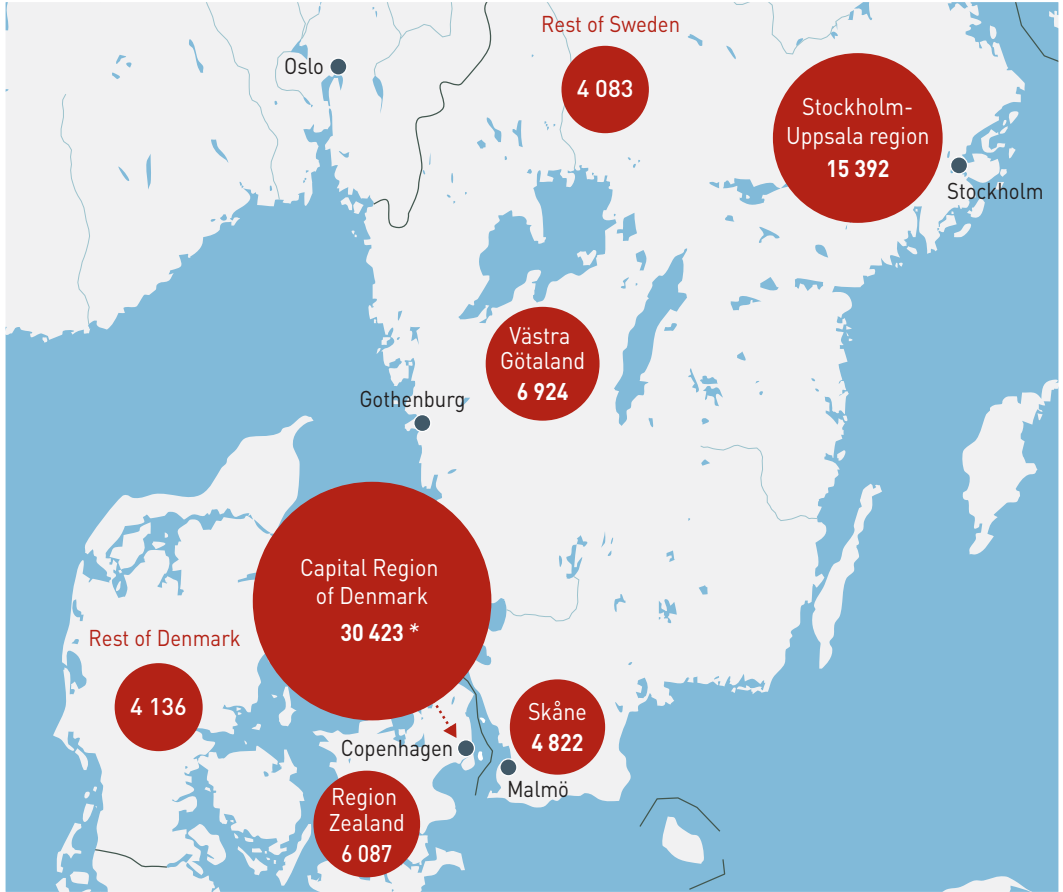 Rest of Sweden
4 083
Oslo
Stockholm-
Uppsala region
15 392
Stockholm
Västra
Götaland
6 924
Gothenburg
Capital Region
of Denmark
30 423 *
Rest of Denmark
4 136
Skåne
4 822
Copenhagen
Malmö
Region
Zealand
6 087